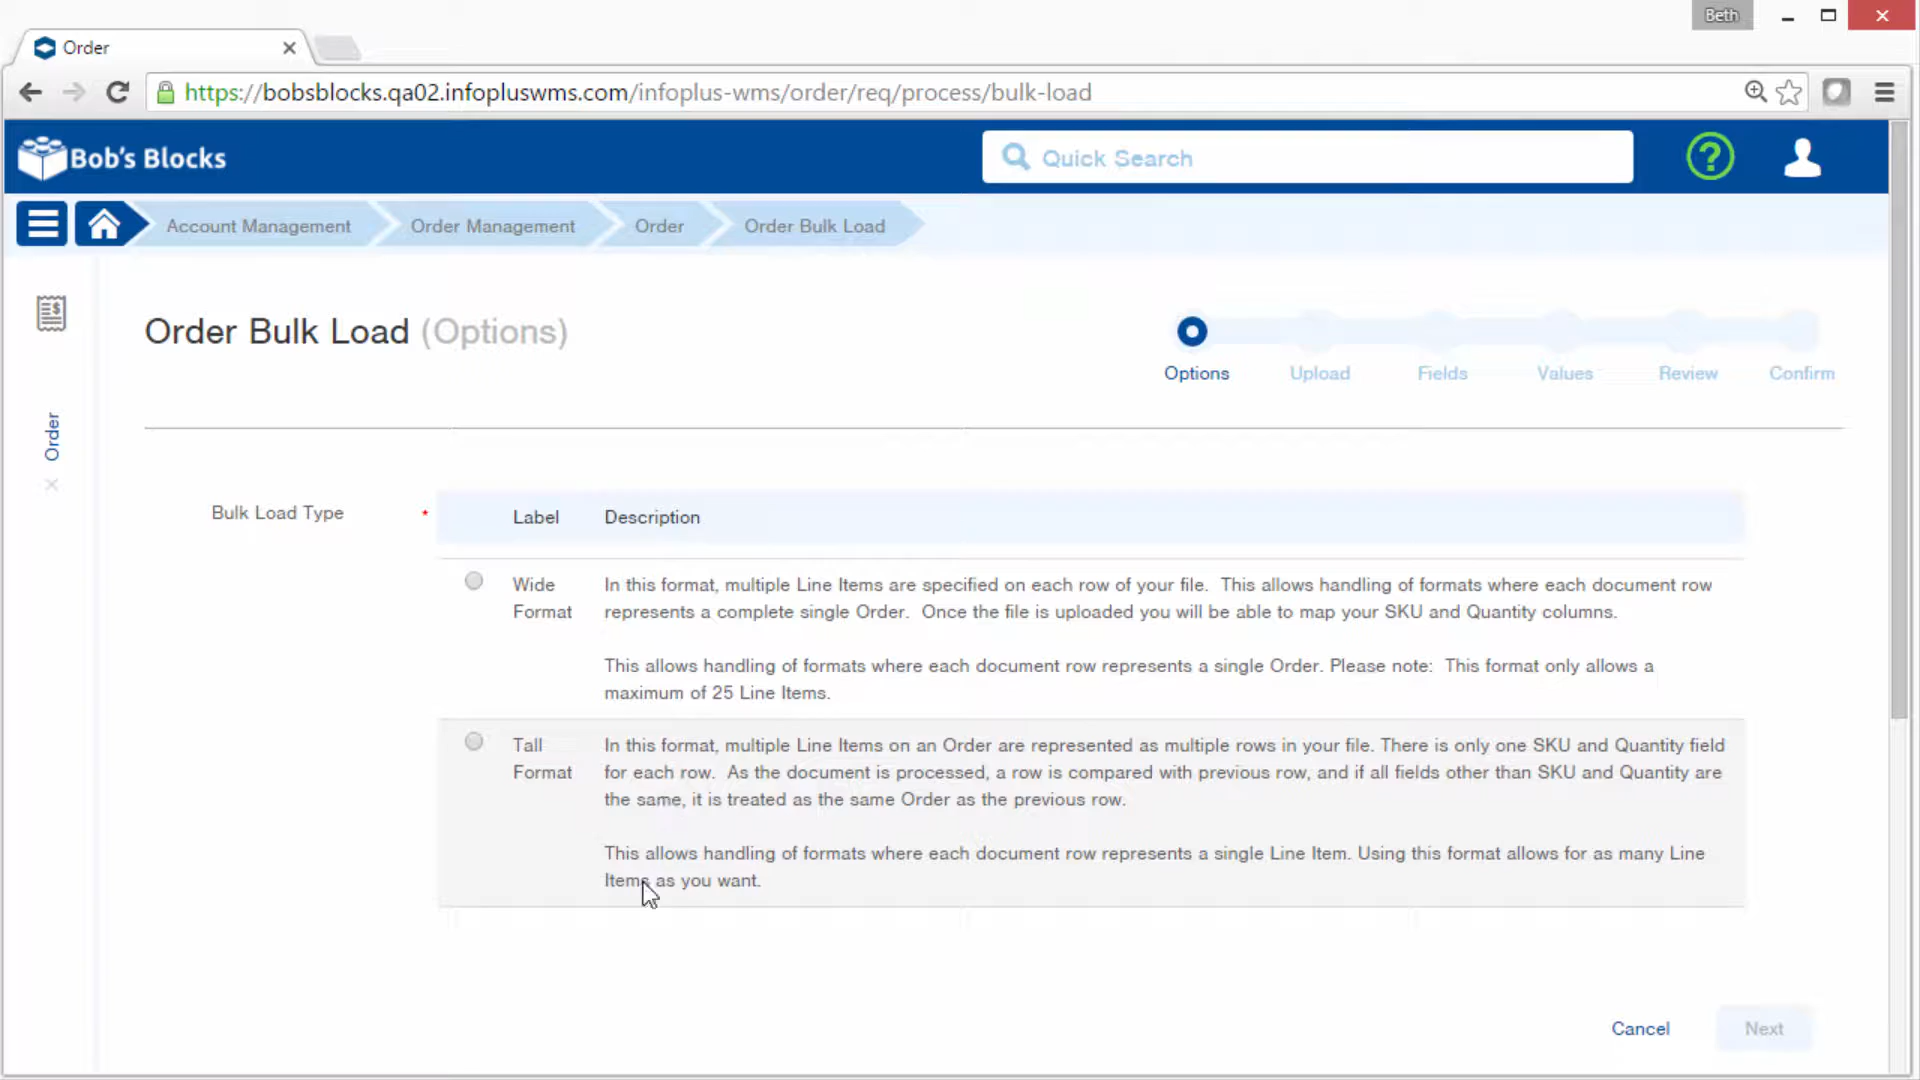 Beth
Order
https://bobsblocks.qa02.infopluswms.com/infoplus-wms/order/req/process/bulk-load
Bob's Blocks
Quick Search
?
Account Management
Order Management
Order
Order Bulk Load
Order Bulk Load (Options)
Options
Upload
Fields
Values
Review
Confirm
Order
Bulk Load Type *
Label
Description
Wide
Format
In this format, multiple Line Items are specified on each row of your file.  This allows handling of formats where each document row
represents a complete single Order.  Once the file is uploaded you will be able to map your SKU and Quantity columns.
This allows handling of formats where each document row represents a single Order. Please note:  This format only allows a
maximum of 25 Line Items.
Tall
Format
In this format, multiple Line Items on an Order are represented as multiple rows in your file. There is only one SKU and Quantity field
for each row.  As the document is processed, a row is compared with previous row, and if all fields other than SKU and Quantity are
the same, it is treated as the same Order as the previous row.
This allows handling of formats where each document row represents a single Line Item. Using this format allows for as many Line
Items as you want.
Cancel
Next